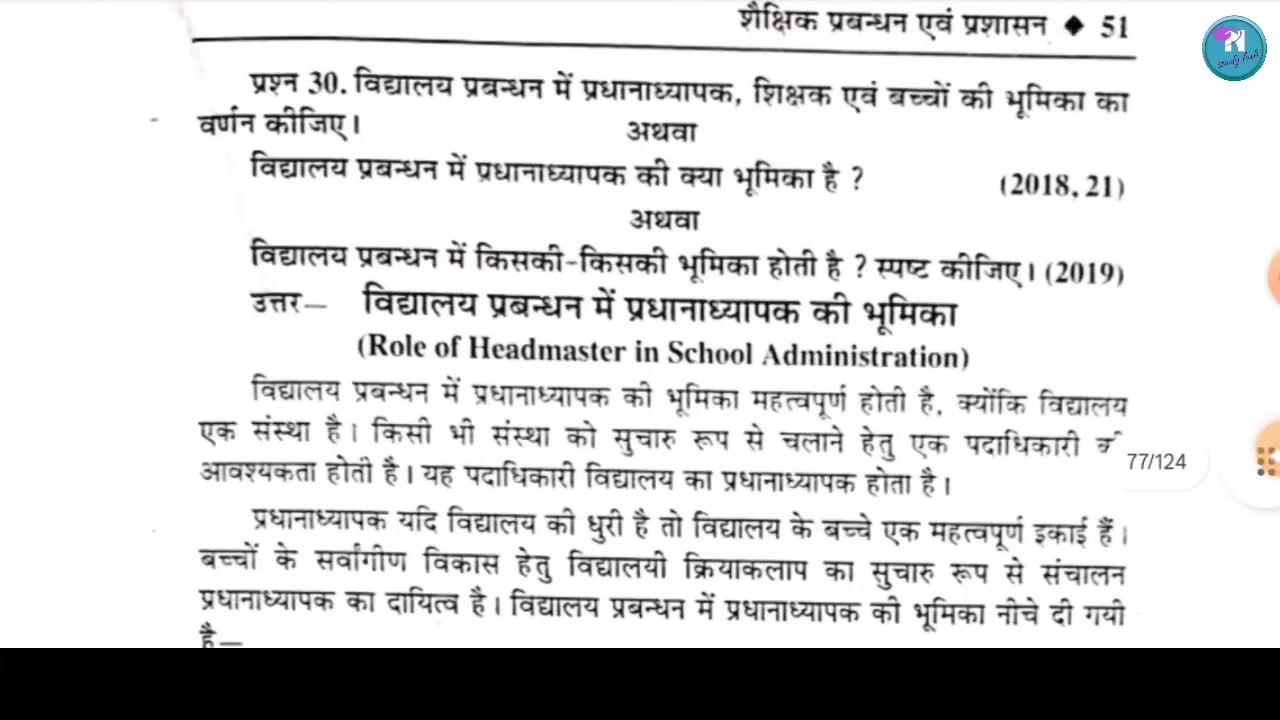 शैक्षिक प्रबन्धन एवं प्रशासन ◆ 51
प्रश्न 30. विद्यालय प्रबन्धन में प्रधानाध्यापक, शिक्षक एवं बच्चों की भूमिका का
वर्णन कीजिए।
अथवा
विद्यालय प्रबन्धन में प्रधानाध्यापक की क्या भूमिका है ? (2018, 21)
अथवा
विद्यालय प्रबन्धन में किसकी-किसकी भूमिका होती है ? स्पष्ट कीजिए। (2019)
उत्तर— विद्यालय प्रबन्धन में प्रधानाध्यापक की भूमिका
(Role of Headmaster in School Administration)
विद्यालय प्रबन्धन में प्रधानाध्यापक की भूमिका महत्वपूर्ण होती है, क्योंकि विद्यालय
एक संस्था है। किसी भी संस्था को सुचारु रूप से चलाने हेतु एक पदाधिकारी
आवश्यकता होती है। यह पदाधिकारी विद्यालय का प्रधानाध्यापक होता है।
77/124
प्रधानाध्यापक यदि विद्यालय की धुरी है तो विद्यालय के बच्चे एक महत्वपूर्ण इकाई हैं।
बच्चों के सर्वांगीण विकास हेतु विद्यालयी क्रियाकलाप का सुचारु रूप से संचालन
प्रधानाध्यापक का दायित्व है। विद्यालय प्रबन्धन में प्रधानाध्यापक की भूमिका नीचे दी गयी
है—